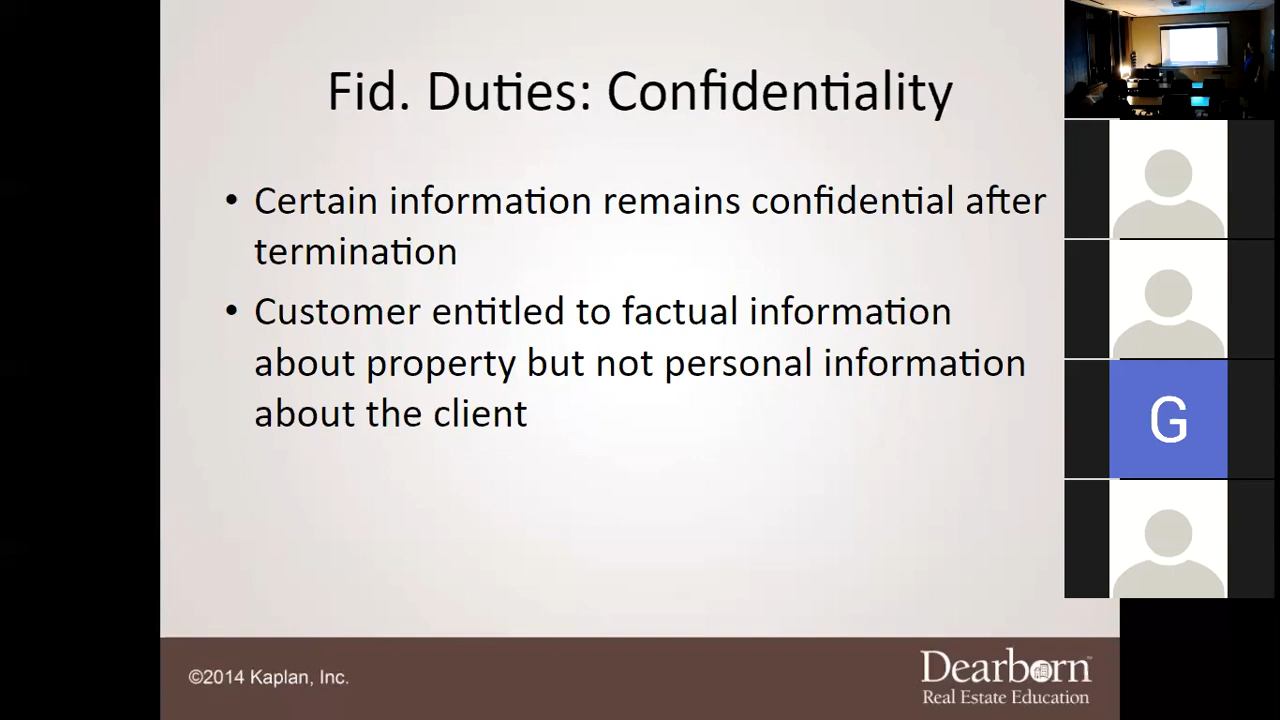 Fid. Duties: Confidentiality
• Certain information remains confidential after
termination
• Customer entitled to factual information
about property but not personal information
about the client
G
©2014 Kaplan, Inc.
Dearborn™
Real Estate Education